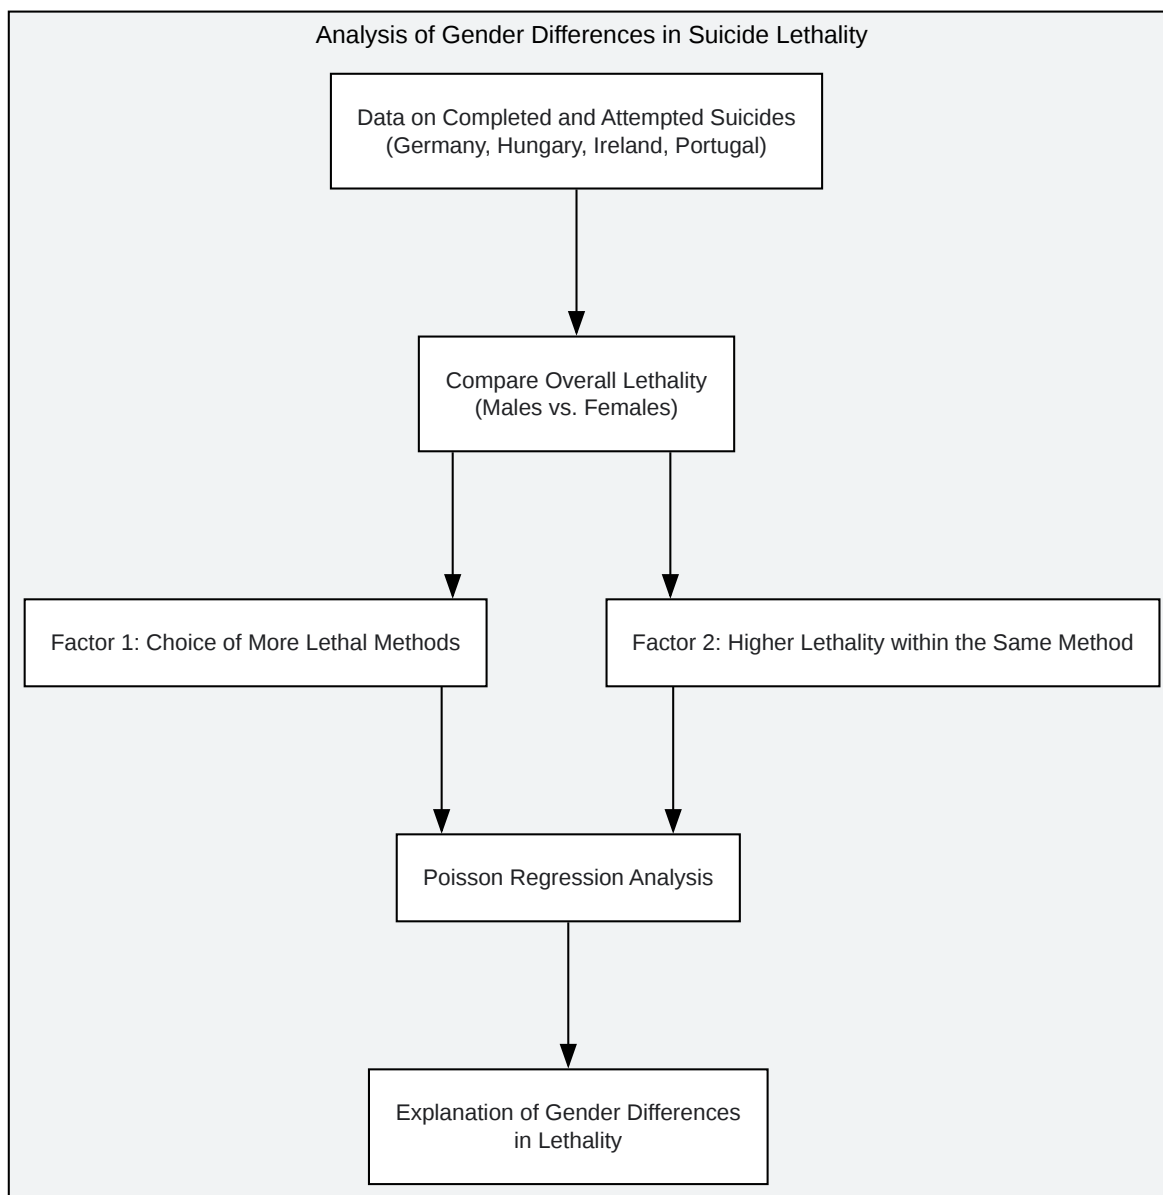 Analysis of Gender Differences in Suicide Lethality
Data on Completed and Attempted Suicides
(Germany, Hungary, Ireland, Portugal)
Compare Overall Lethality
(Males vs. Females)
Factor 1: Choice of More Lethal Methods
Factor 2: Higher Lethality within the Same Method
Poisson Regression Analysis
Explanation of Gender Differences
in Lethality